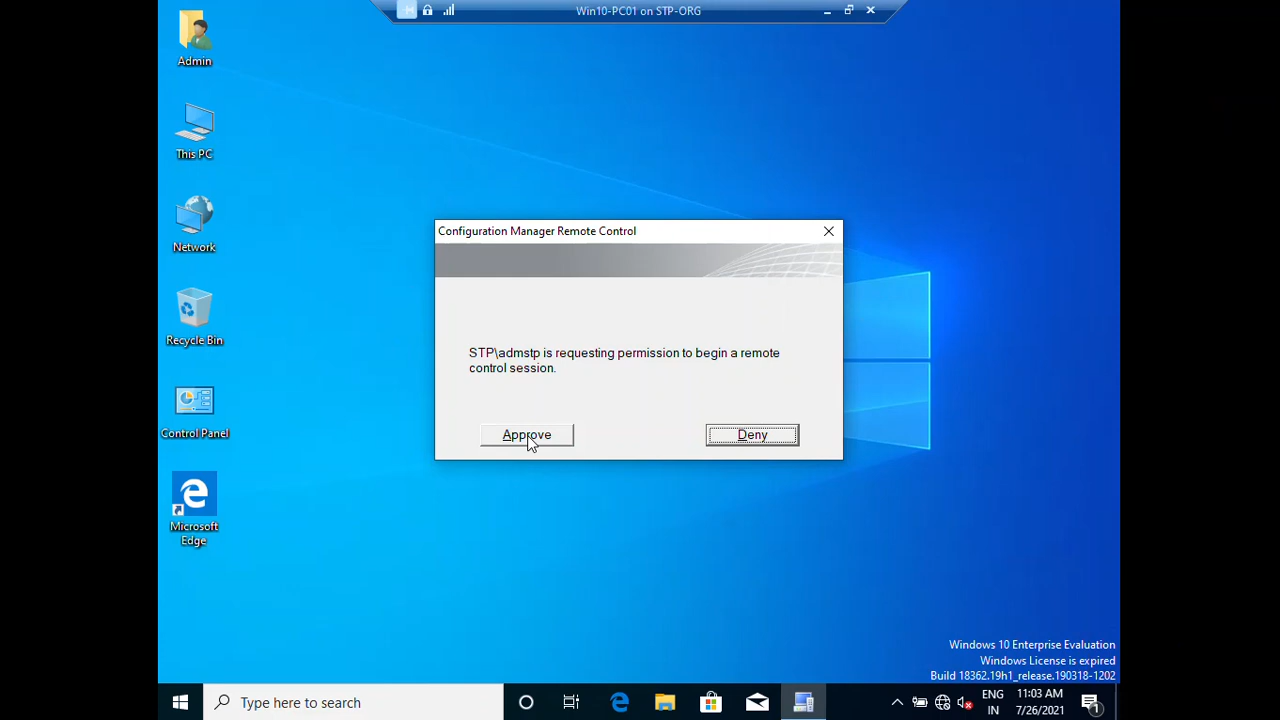 Win10-PC01 on STP-ORG
Admin
This PC
Network
Recycle Bin
Control Panel
Microsoft
Edge
Configuration Manager Remote Control
STP\admstp is requesting permission to begin a remote
control session.
Approve
Deny
Windows 10 Enterprise Evaluation
Windows License is expired
Build 18362.19h1_release.190318-1202
Type here to search
ENG
IN
11:03 AM
7/26/2021
1